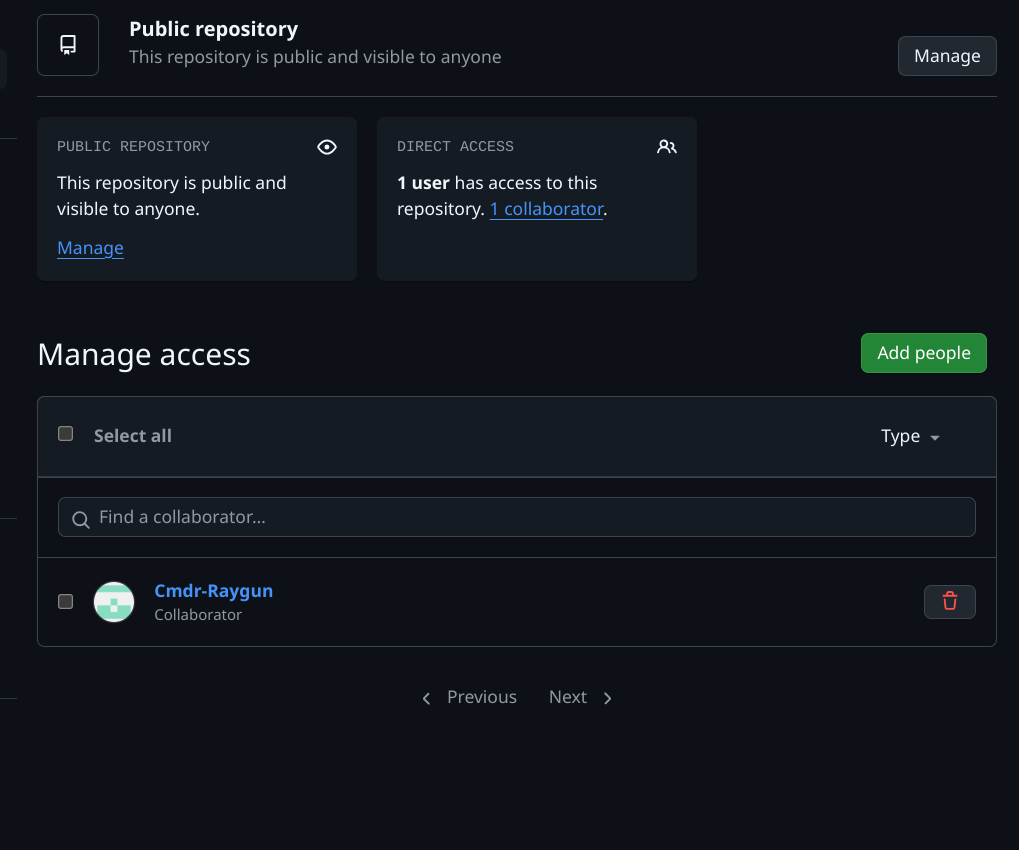 Public repository
This repository is public and visible to anyone
Manage
PUBLIC REPOSITORY
This repository is public and
visible to anyone.
Manage
DIRECT ACCESS
1 user has access to this
repository. 1 collaborator.
Manage access
Add people
Select all
Type
Find a collaborator...
Cmdr-Raygun
Collaborator
Previous Next